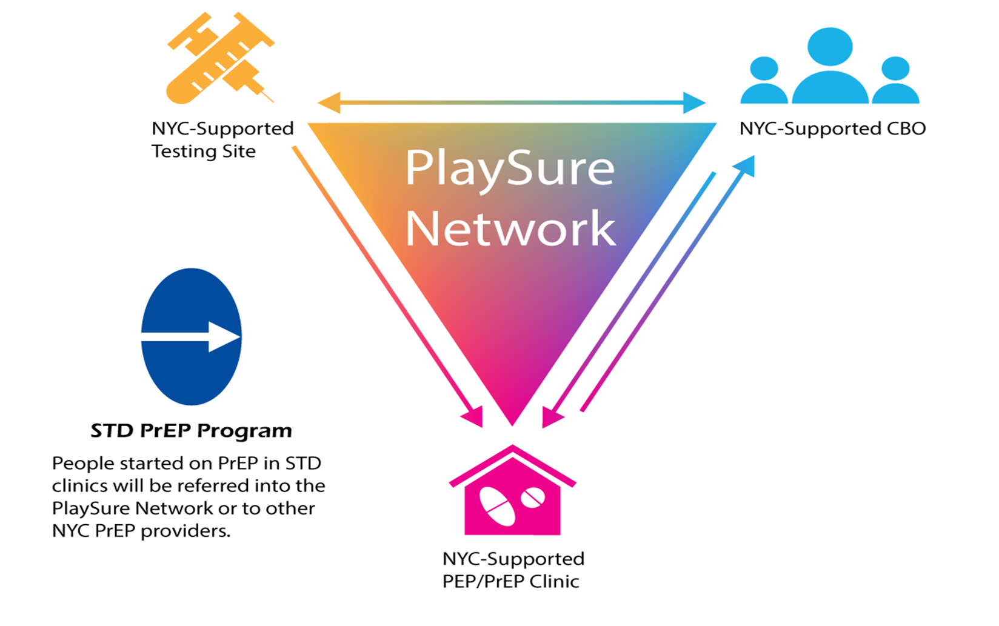 NYC-Supported
Testing Site
NYC-Supported CBO
PlaySure
Network
STD PrEP Program
People started on PrEP in STD
clinics will be referred into the
PlaySure Network or to other
NYC PrEP providers.
NYC-Supported
PEP/PrEP Clinic